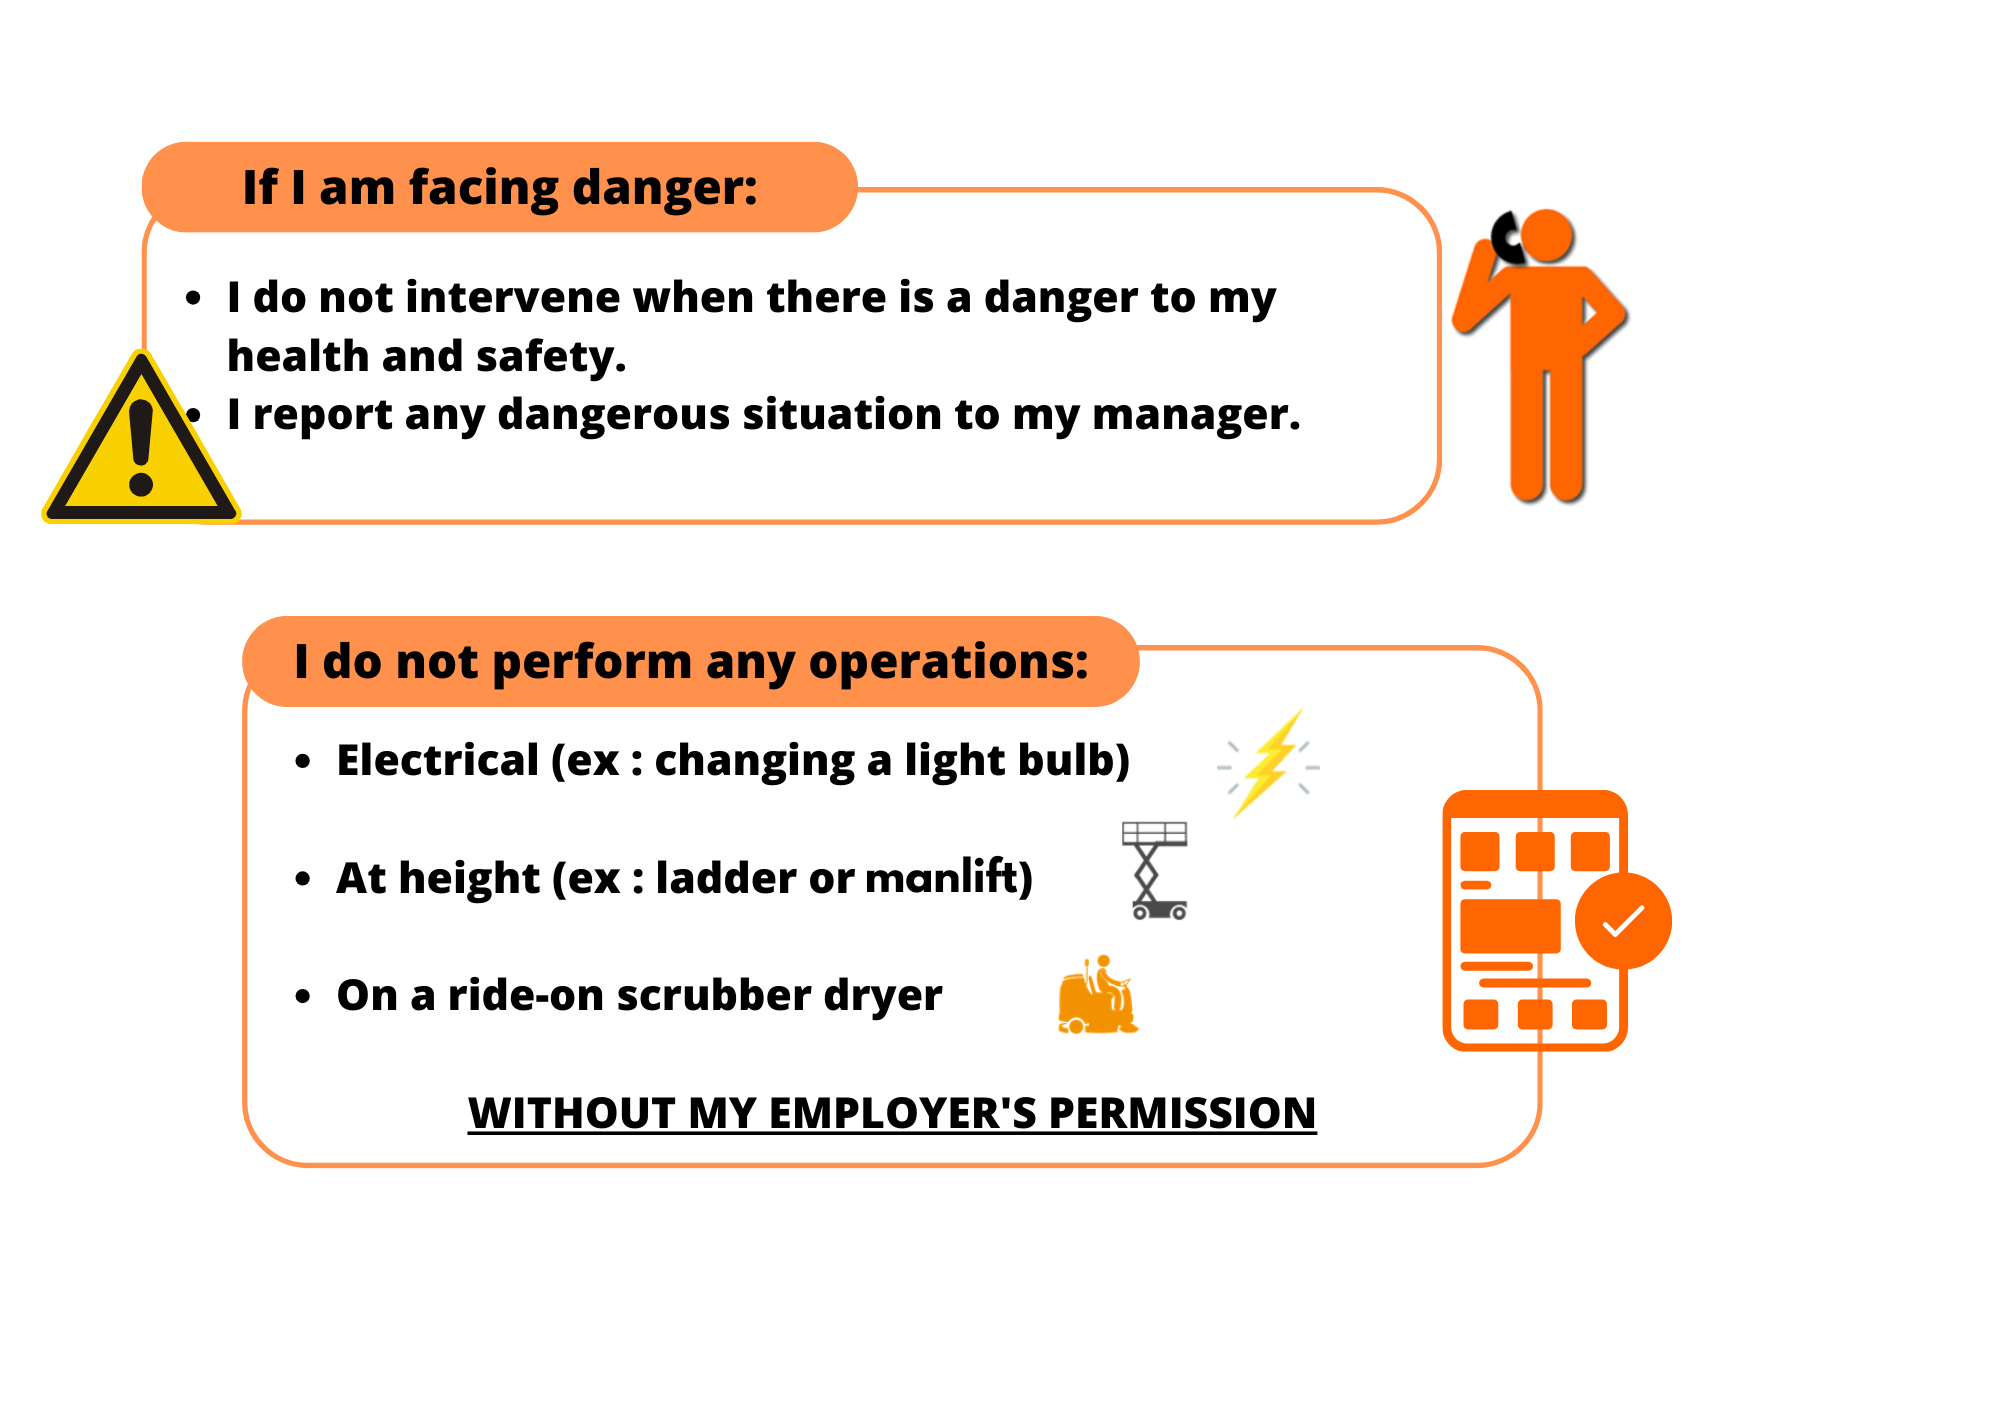 If I am facing danger:
• I do not intervene when there is a danger to my
health and safety.
• I report any dangerous situation to my manager.
I do not perform any operations:
• Electrical (ex : changing a light bulb)
• At height (ex : ladder or manlift)
• On a ride-on scrubber dryer
WITHOUT MY EMPLOYER'S PERMISSION